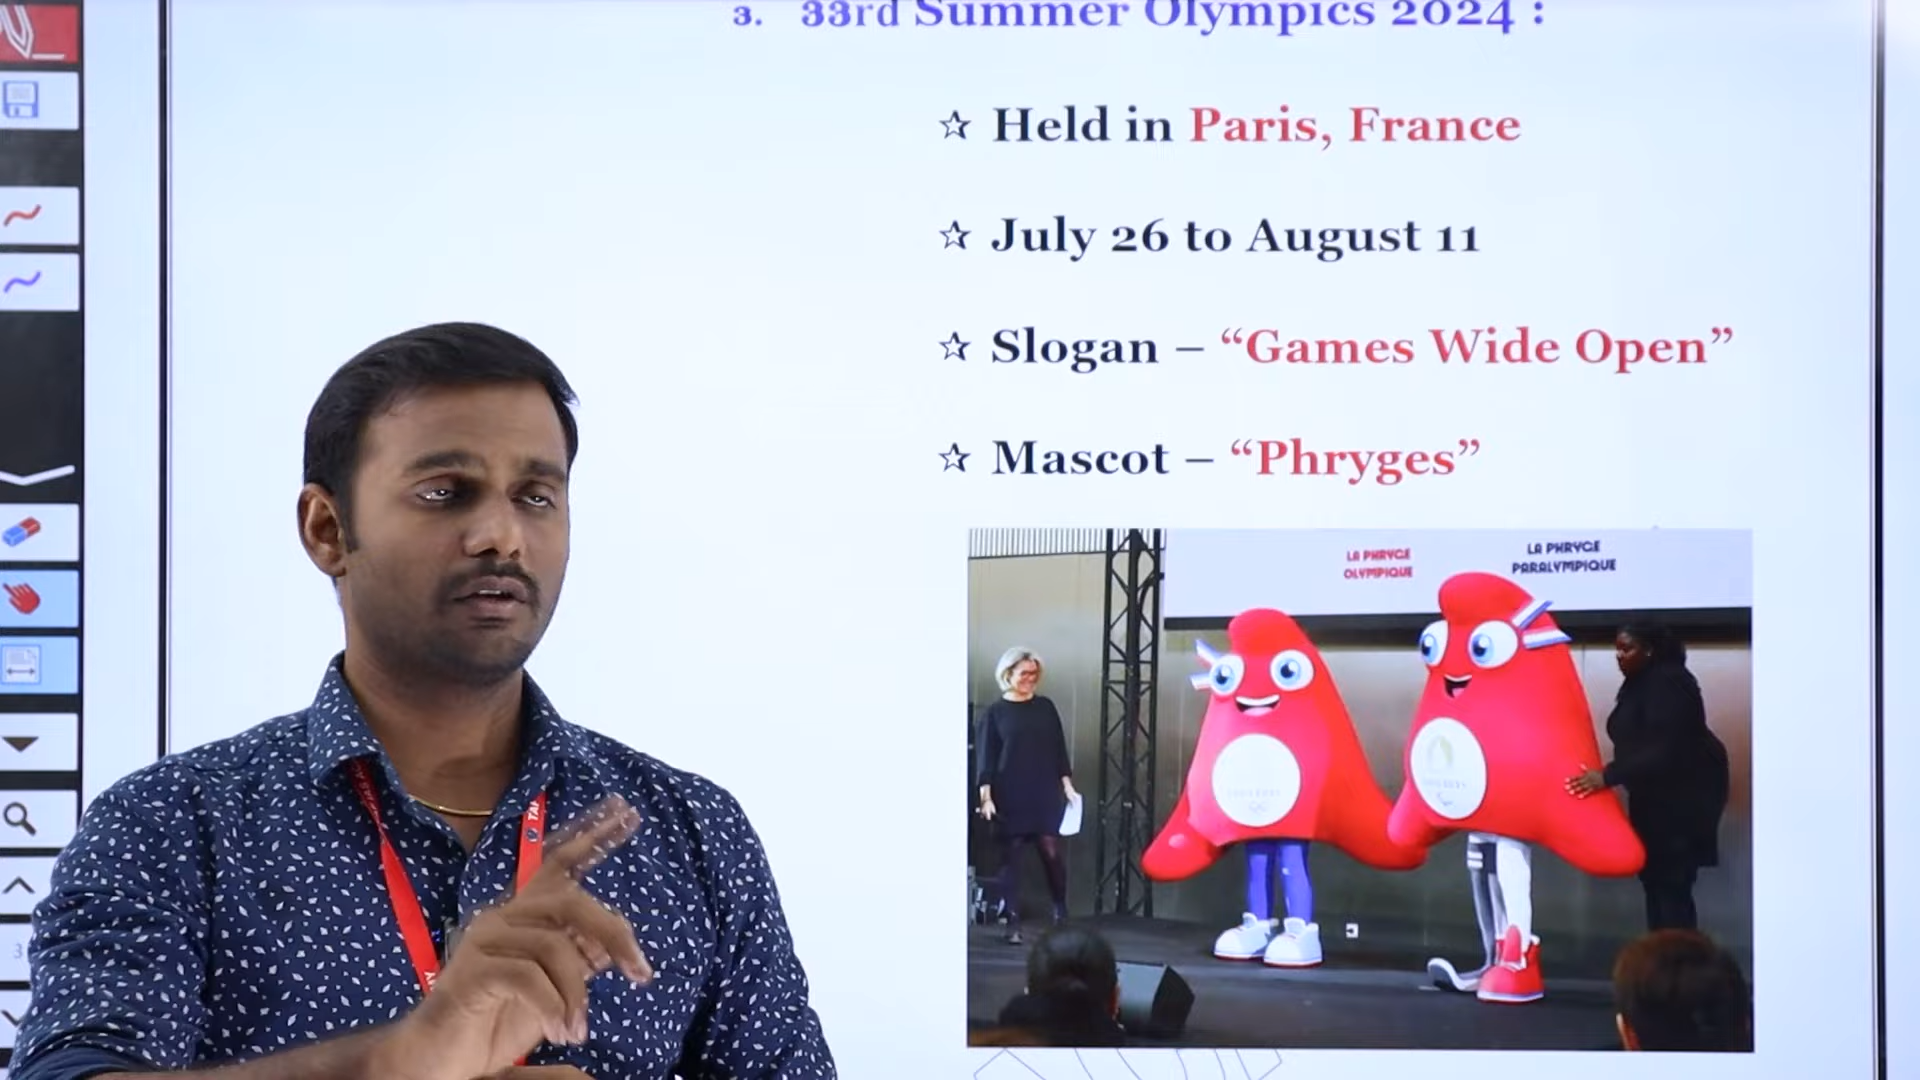 3. 33rd Summer Olympics 2024 :
☆ Held in Paris, France
☆ July 26 to August 11
☆ Slogan – “Games Wide Open”
☆ Mascot – “Phryges”
LA PHRYGE
OLYMPIQUE
LA PHRYGE
PARALYMPIQUE
3